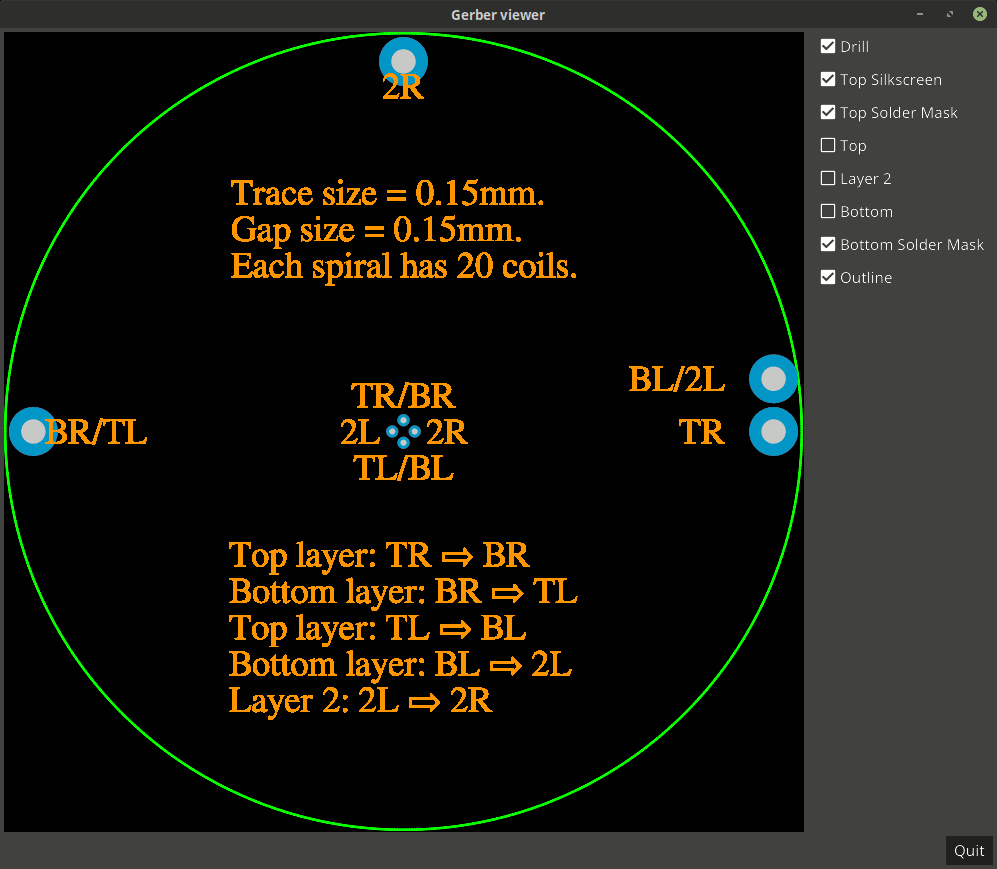 Gerber viewer
Drill
Top Silkscreen
Top Solder Mask
Top
Layer 2
Bottom
Bottom Solder Mask
Outline
2R
Trace size = 0.15mm.
Gap size = 0.15mm.
Each spiral has 20 coils.
BL/2L
TR/BR
BR/TL
2L
2R
TR
TL/BL
Top layer: TR ⇨ BR
Bottom layer: BR ⇨ TL
Top layer: TL ⇨ BL
Bottom layer: BL ⇨ 2L
Layer 2: 2L ⇨ 2R
Quit